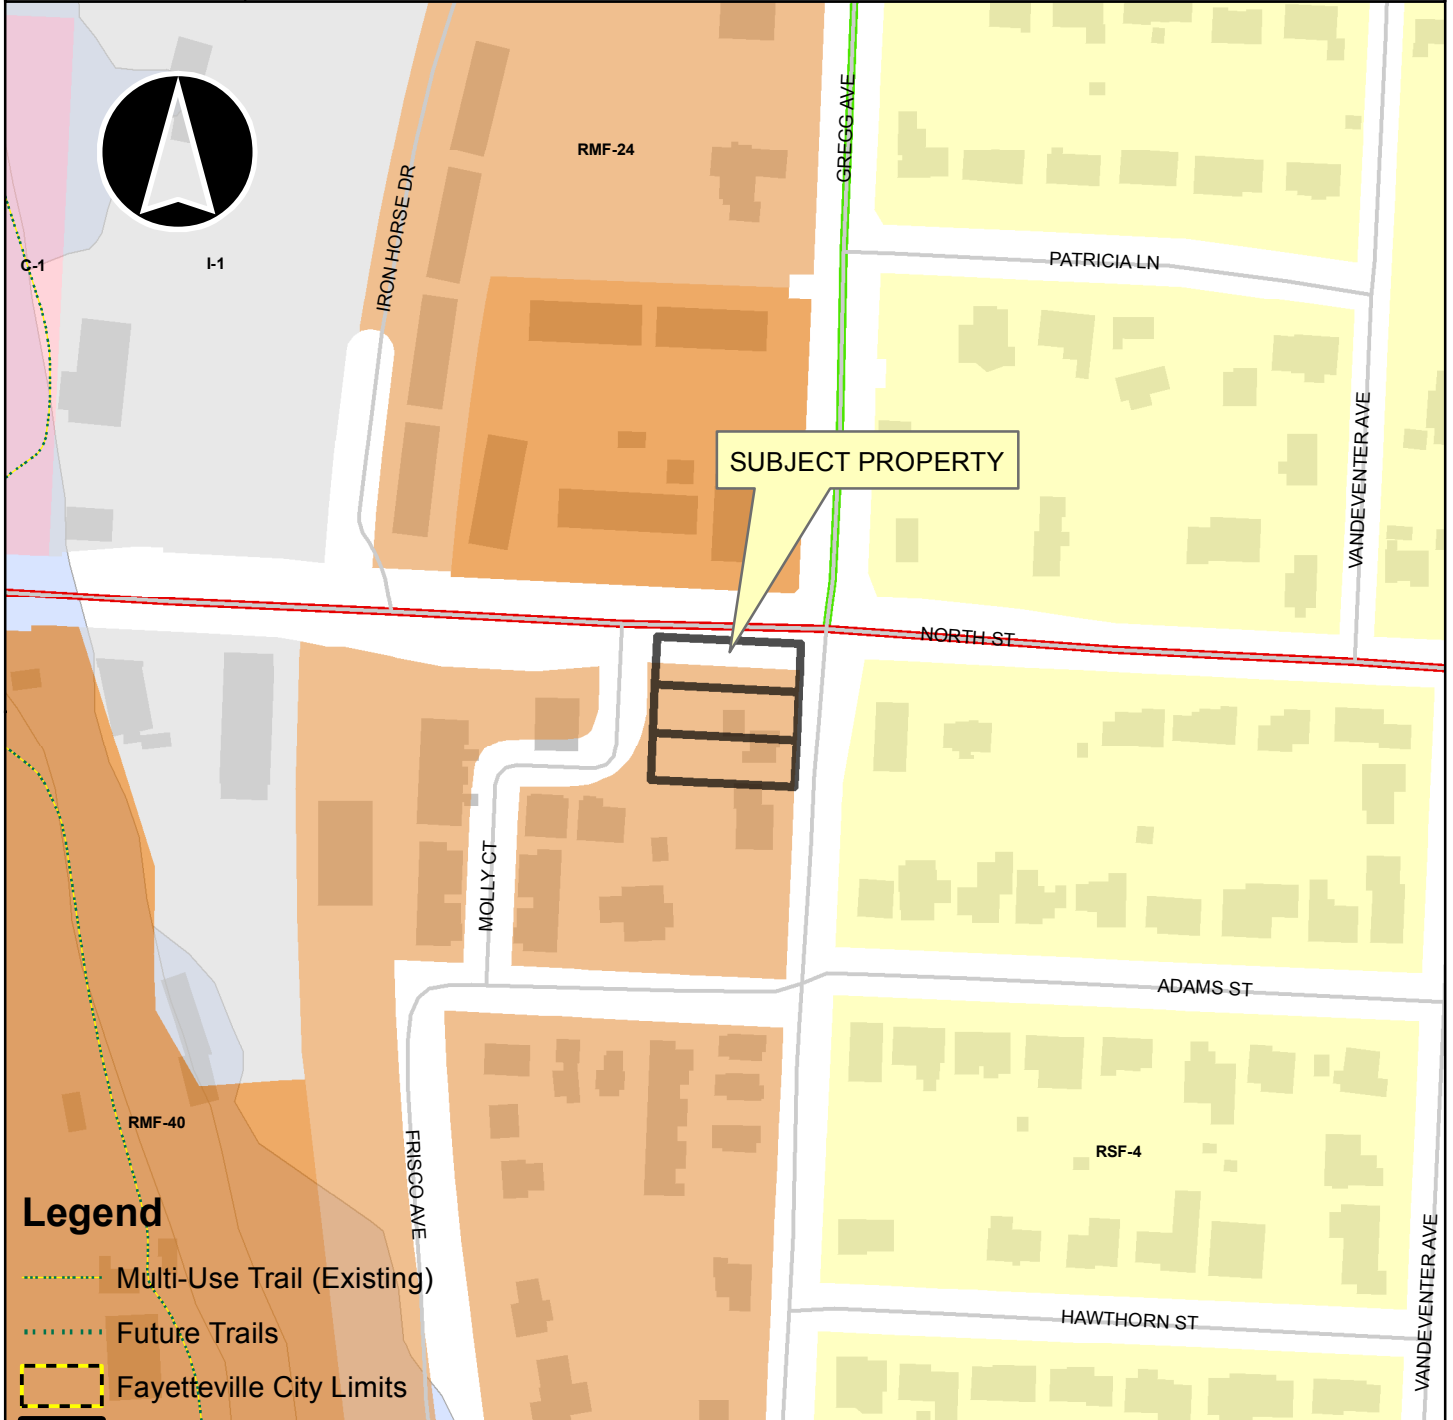 RMF-24
GREGG AVE
IRON HORSE DR
PATRICIA LN
C-1
I-1
SUBJECT PROPERTY
VANDEVENTER AVE
NORTH ST
MOLLY CT
ADAMS ST
RMF-40
FRISCO AVE
RSF-4
Legend
Multi-Use Trail (Existing)
Future Trails
Fayetteville City Limits
HAWTHORN ST
VANDEVENTER AVE